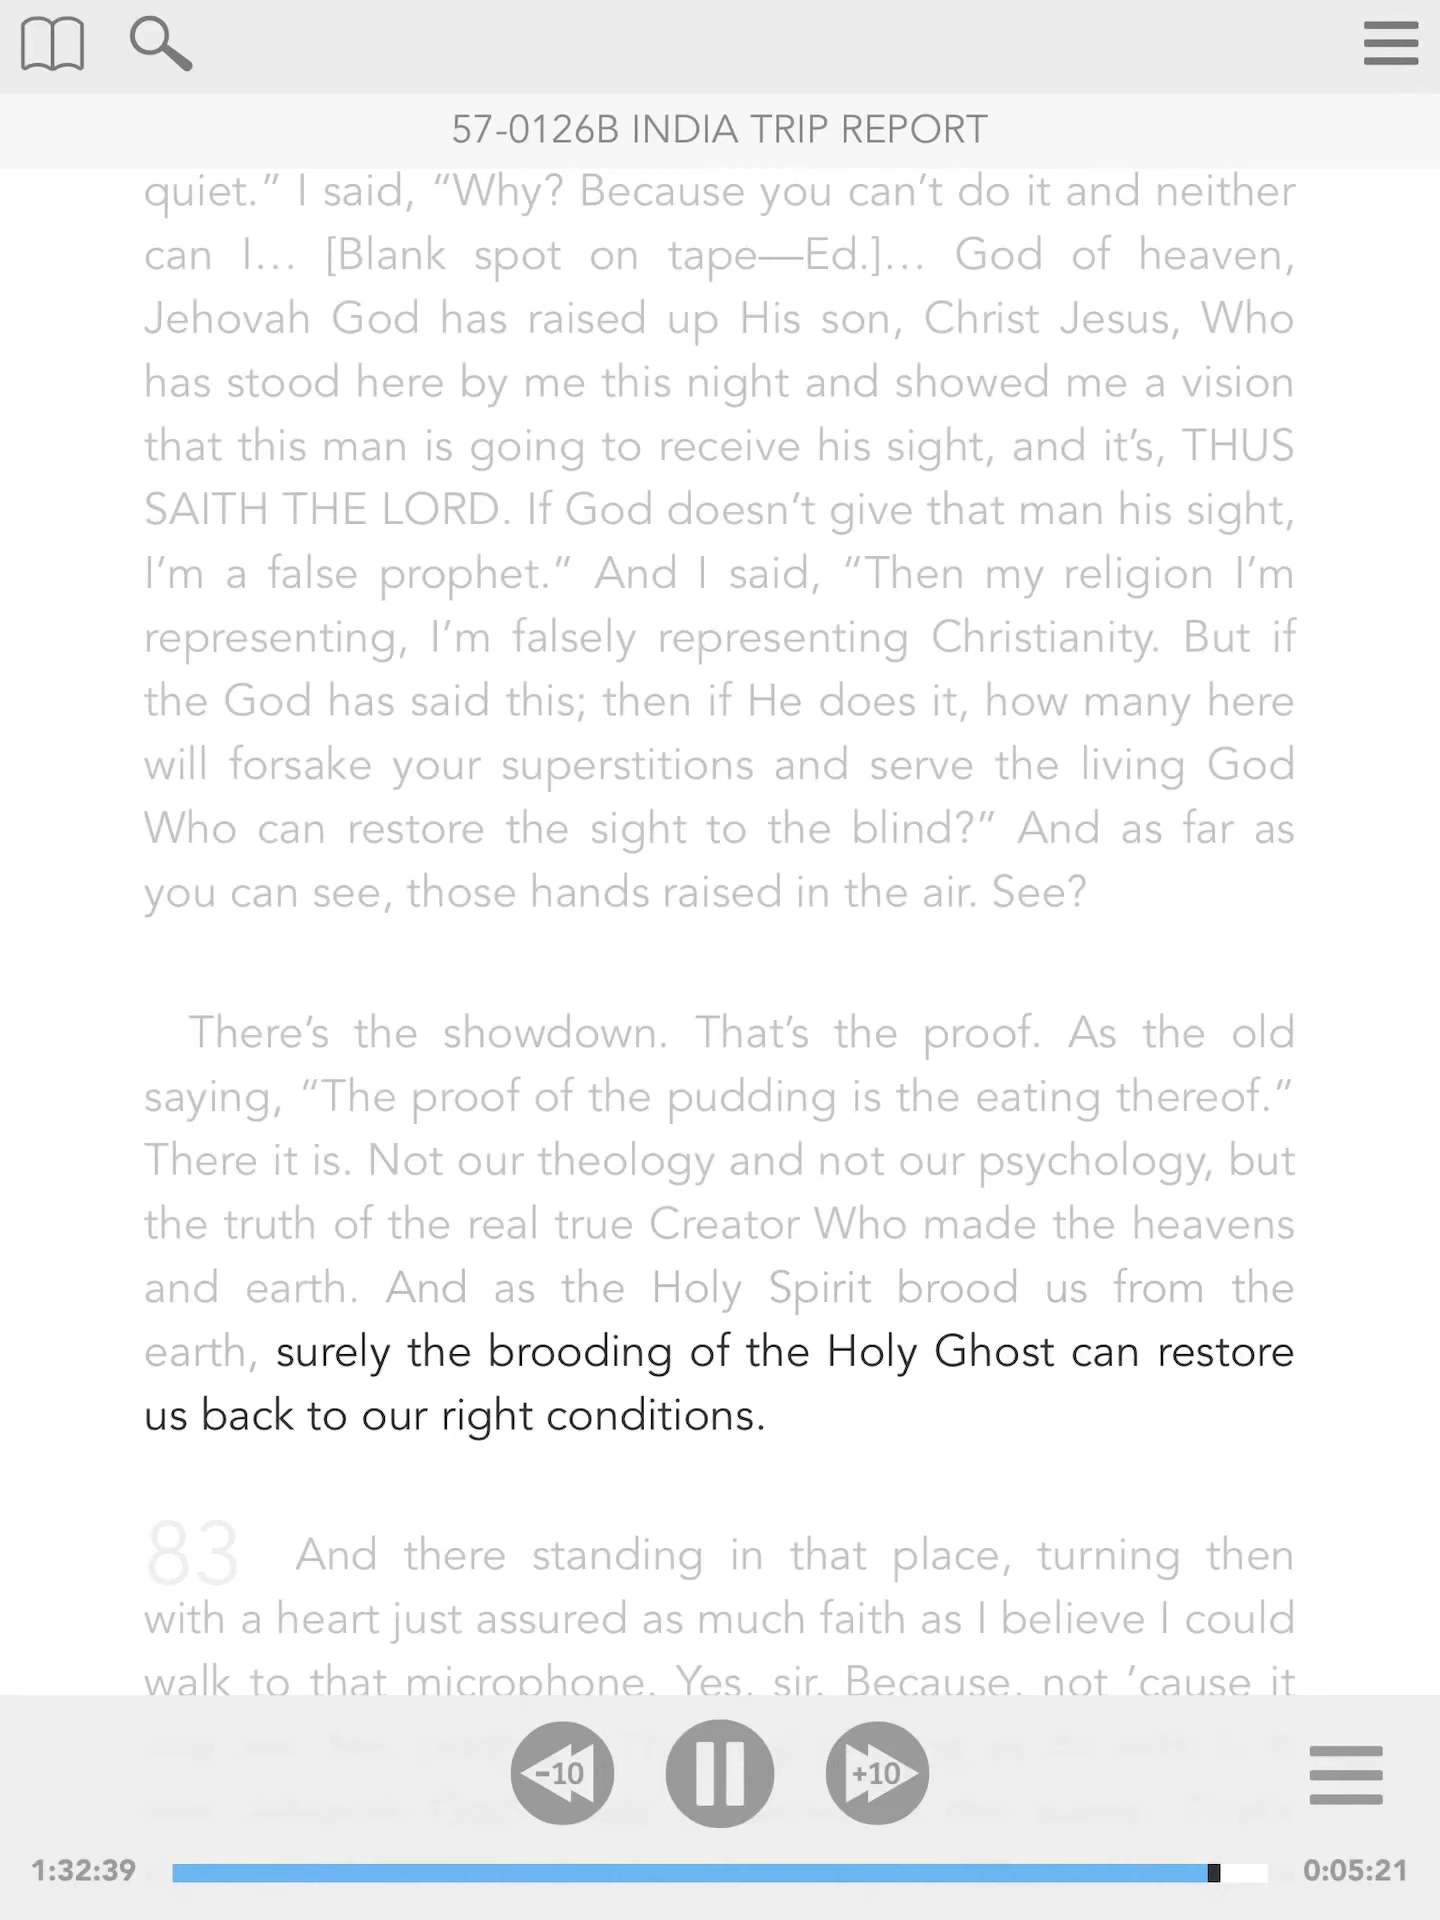 57-0126B INDIA TRIP REPORT
quiet.” I said, “Why? Because you can’t do it and neither
can I… [Blank spot on tape—Ed.]… God of heaven,
Jehovah God has raised up His son, Christ Jesus, Who
has stood here by me this night and showed me a vision
that this man is going to receive his sight, and it’s, THUS
SAITH THE LORD. If God doesn’t give that man his sight,
I’m a false prophet.” And I said, “Then my religion I’m
representing, I’m falsely representing Christianity. But if
the God has said this; then if He does it, how many here
will forsake your superstitions and serve the living God
Who can restore the sight to the blind?” And as far as
you can see, those hands raised in the air. See?
There’s the showdown. That’s the proof. As the old
saying, “The proof of the pudding is the eating thereof.”
There it is. Not our theology and not our psychology, but
the truth of the real true Creator Who made the heavens
and earth. And as the Holy Spirit brood us from the
earth, surely the brooding of the Holy Ghost can restore
us back to our right conditions.
83 And there standing in that place, turning then
with a heart just assured as much faith as I believe I could
walk to that microphone. Yes, sir. Because, not ’cause it
-10 +10
1:32:39 0:05:21